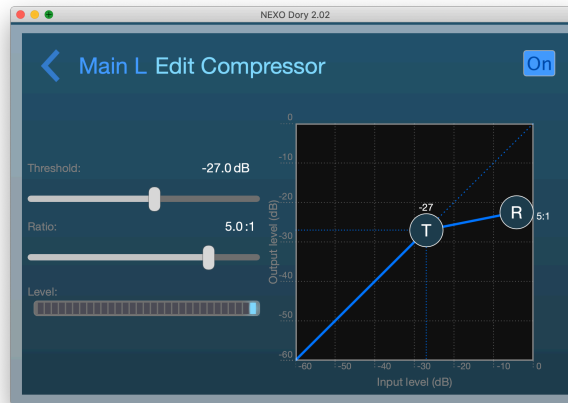 NEXO Dory 2.02
Main L Edit Compressor
On
Threshold:
-27.0 dB
Ratio:
5.0 :1
Level:
Output level (dB)
0
-10
-20
-30
-40
-50
-60
-27
T
R
5:1
-60
-50
-40
-30
-20
-10
0
Input level (dB)